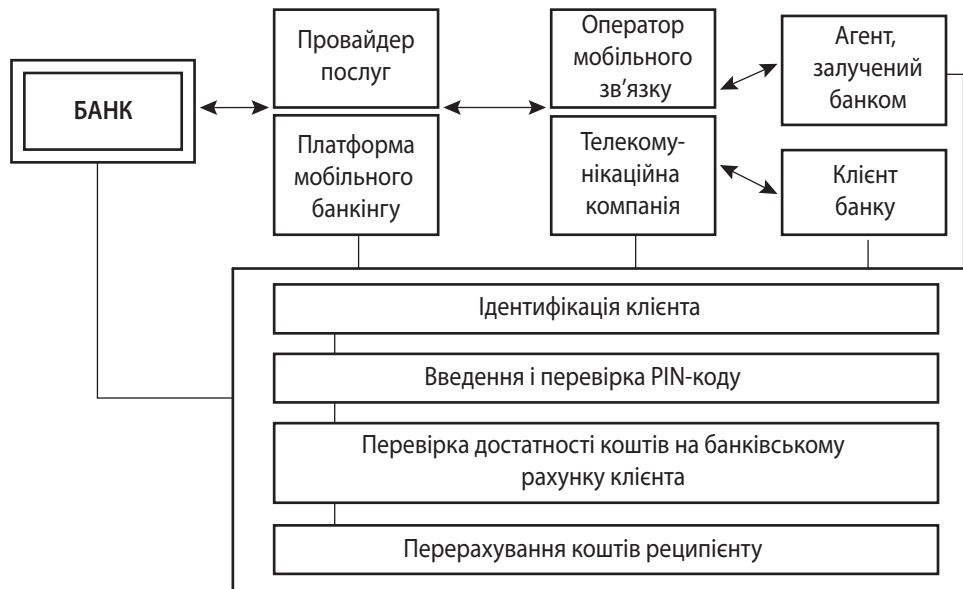 БАНК
Провайдер
послуг
Платформа
мобільного
банкінгу
Оператор
мобільного
зв'язку
Телекому-
нікаційна
компанія
Агент,
залучений
банком
Клієнт
банку
Ідентифікація клієнта
Введення і перевірка PIN-коду
Перевірка достатності коштів на банківському
рахунку клієнта
Перерахування коштів реципієнту